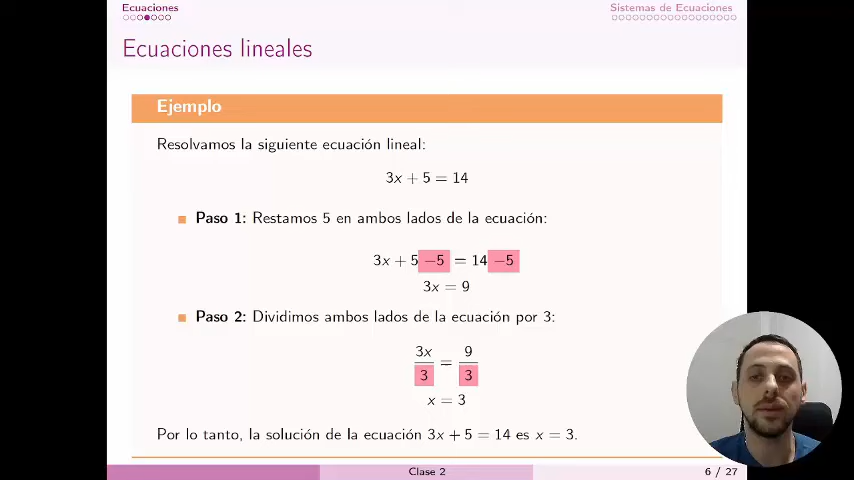 Ecuaciones
Sistemas de Ecuaciones
Ecuaciones lineales
Ejemplo
Resolvamos la siguiente ecuación lineal:
3x + 5 = 14
Paso 1: Restamos 5 en ambos lados de la ecuación:
3x + 5 −5 = 14 −5
3x = 9
Paso 2: Dividimos ambos lados de la ecuación por 3:
3x/3 = 9/3
x = 3
Por lo tanto, la solución de la ecuación 3x + 5 = 14 es x = 3.
Clase 2
6 / 27